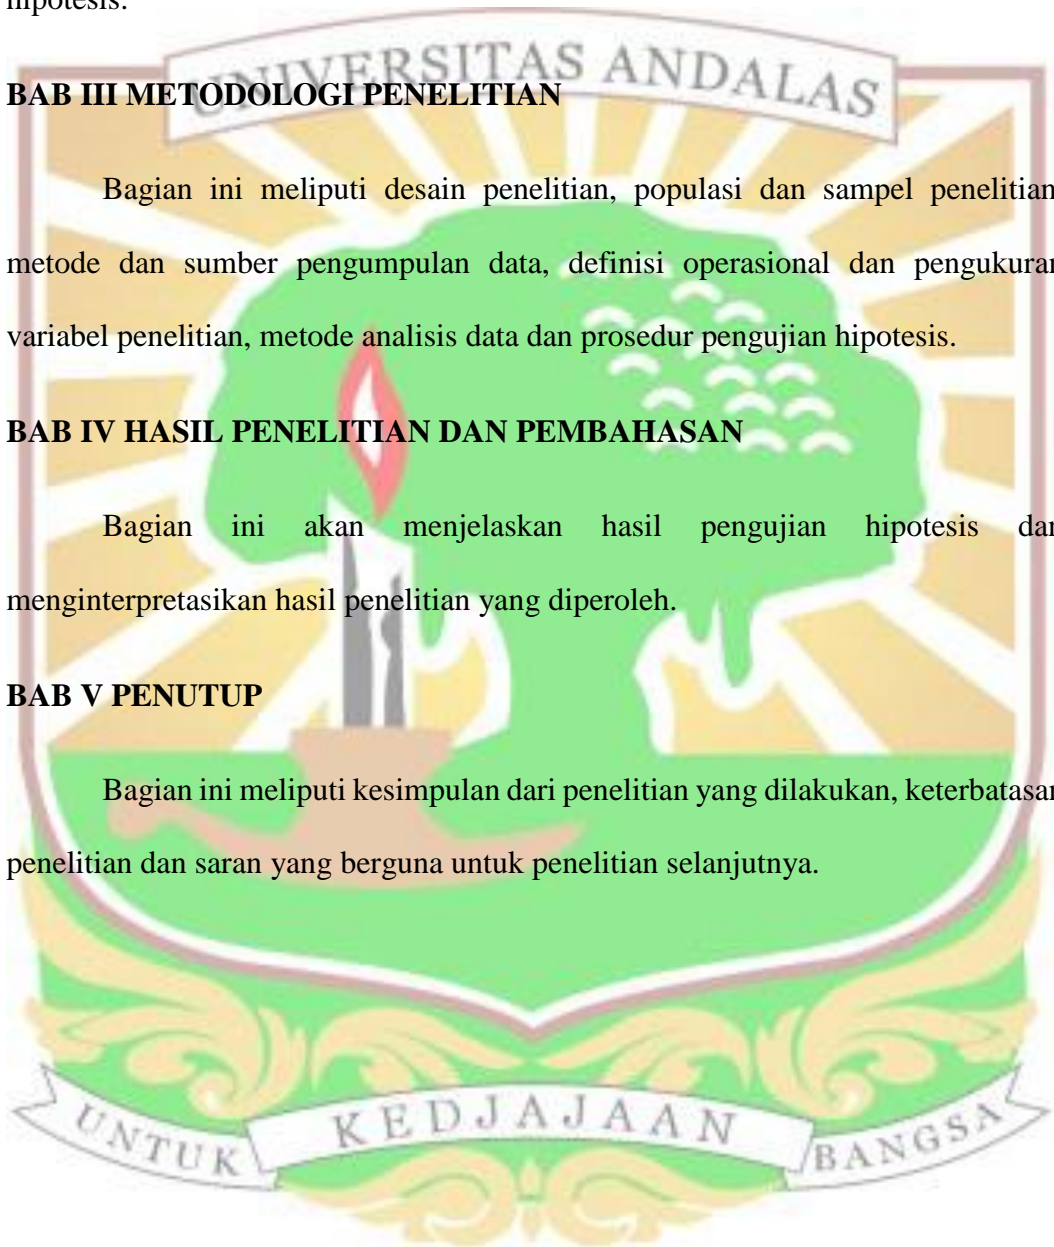 hipotesis.
UNIVERSITAS ANDALAS
BAB III METODOLOGI PENELITIAN
Bagian ini meliputi desain penelitian, populasi dan sampel penelitian
metode dan sumber pengumpulan data, definisi operasional dan pengukuran
variabel penelitian, metode analisis data dan prosedur pengujian hipotesis.
BAB IV HASIL PENELITIAN DAN PEMBAHASAN
Bagian ini akan menjelaskan hasil pengujian hipotesis dan
menginterpretasikan hasil penelitian yang diperoleh.
BAB V PENUTUP
Bagian ini meliputi kesimpulan dari penelitian yang dilakukan, keterbatasan
penelitian dan saran yang berguna untuk penelitian selanjutnya.
UNTUK KEDJAJAAN BANGSA